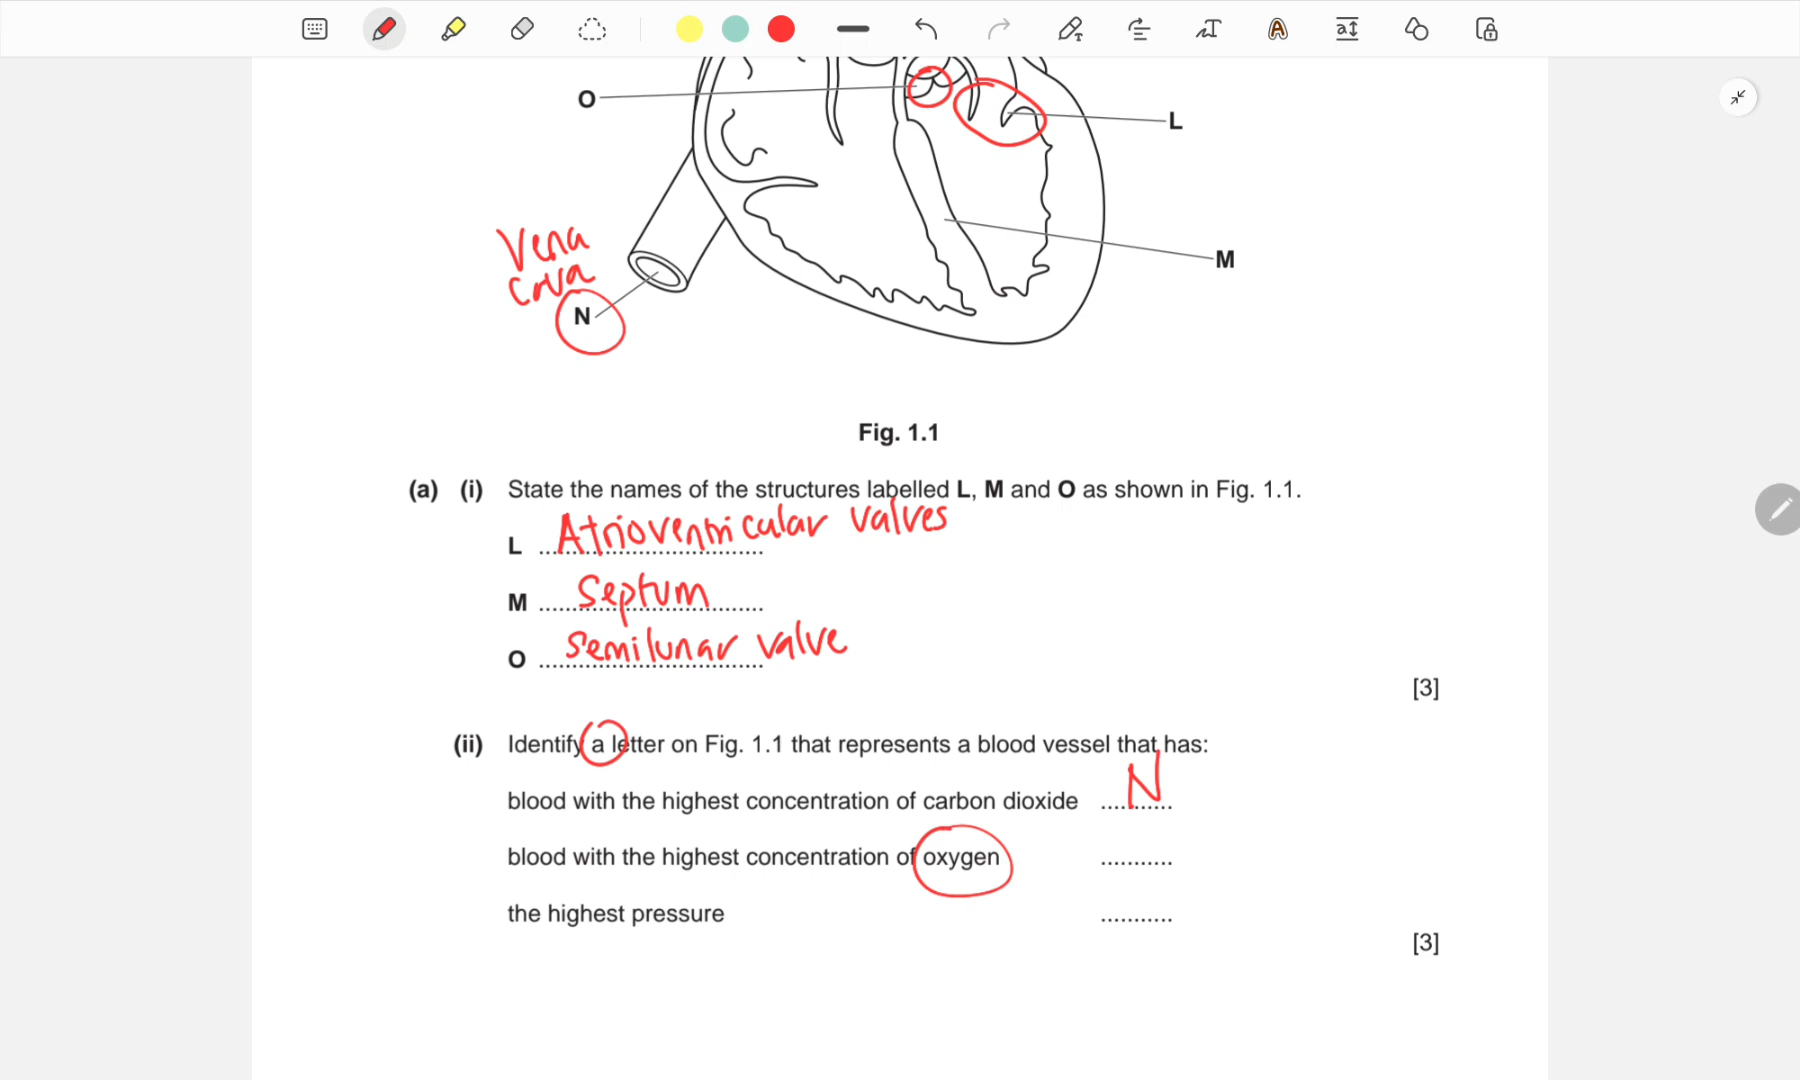 O
L
Vena
cava
M
N
Fig. 1.1
(a) (i) State the names of the structures labelled L, M and O as shown in Fig. 1.1.
L Atrioventricular valves
M Septum
O Semilunar valve
[3]
(ii) Identify a letter on Fig. 1.1 that represents a blood vessel that has:
blood with the highest concentration of carbon dioxide N
blood with the highest concentration of oxygen ...........
the highest pressure ...........
[3]